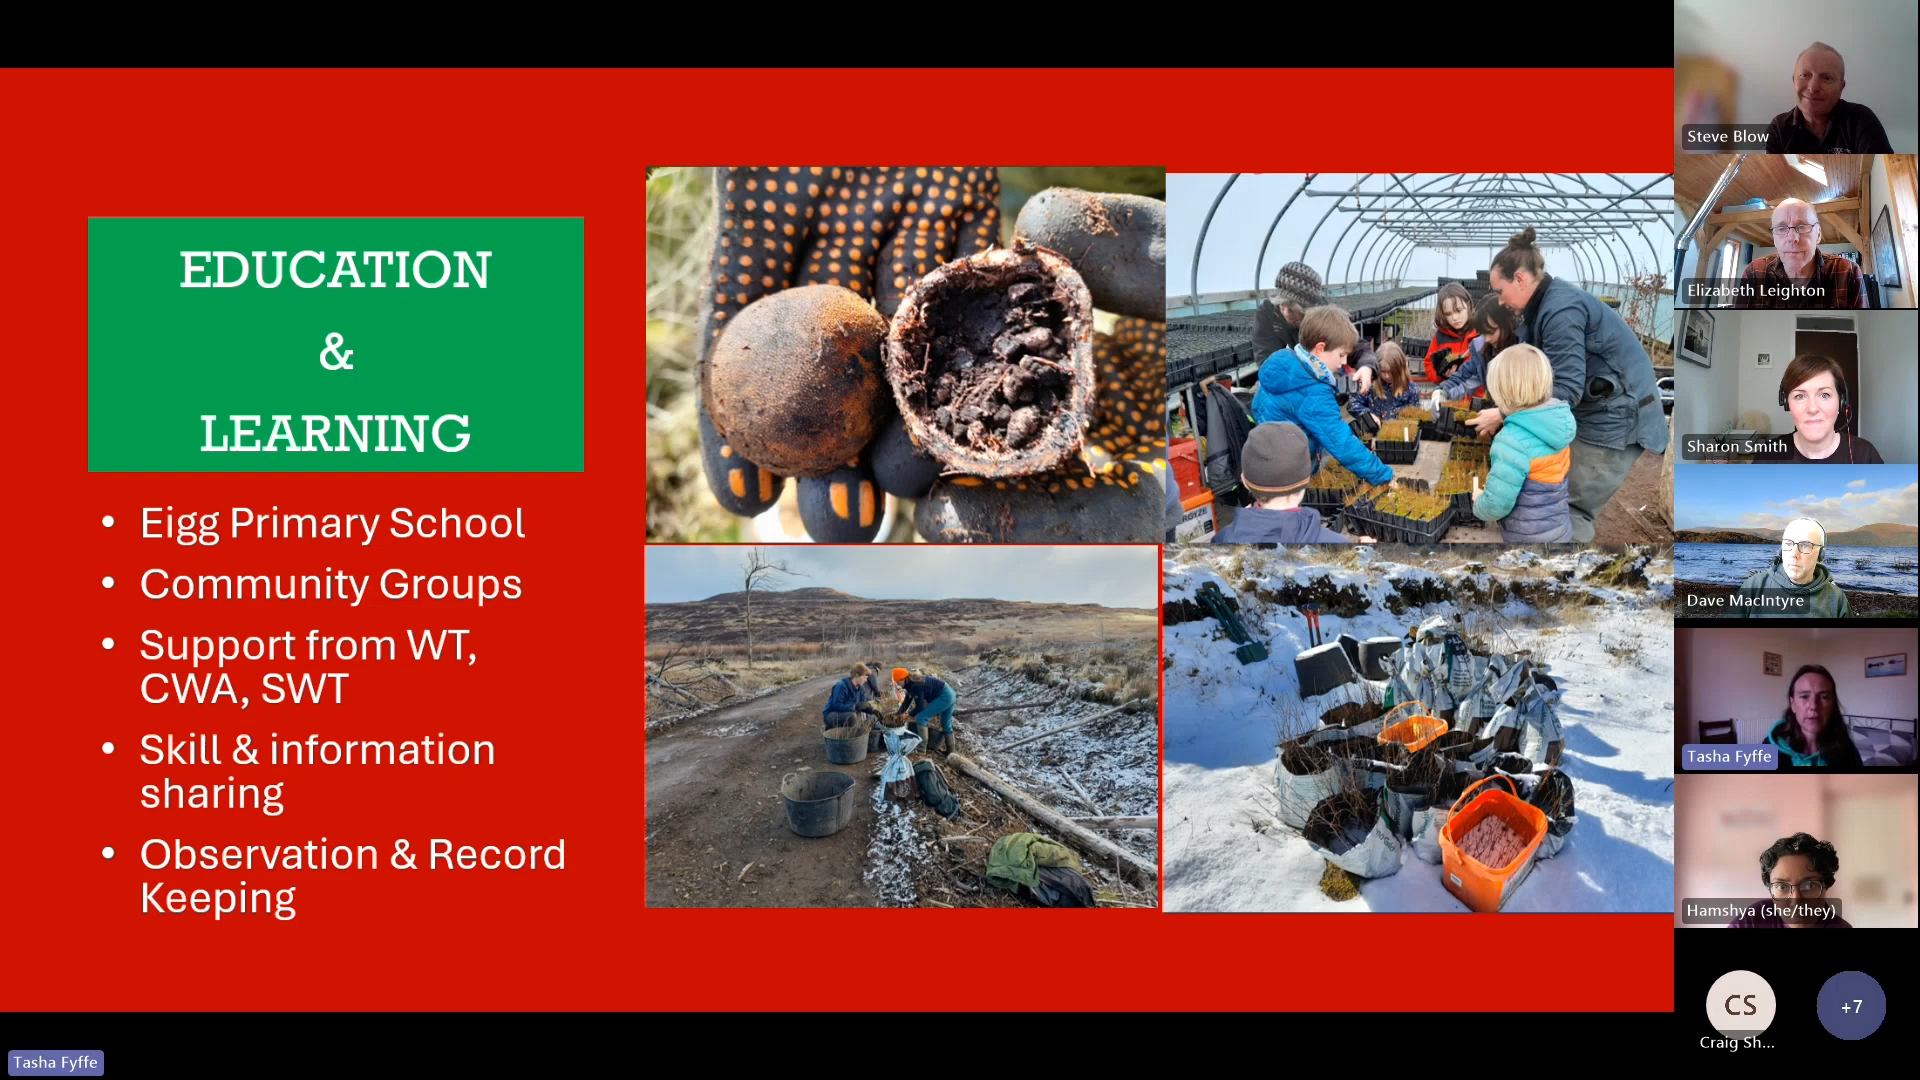 EDUCATION
&
LEARNING
• Eigg Primary School
• Community Groups
• Support from WT,
CWA, SWT
• Skill & information
sharing
• Observation & Record
Keeping
Steve Blow
Elizabeth Leighton
Sharon Smith
Dave MacIntyre
Tasha Fyffe
Hamshya (she/they)
CS
Craig Sh...
+7
Tasha Fyffe